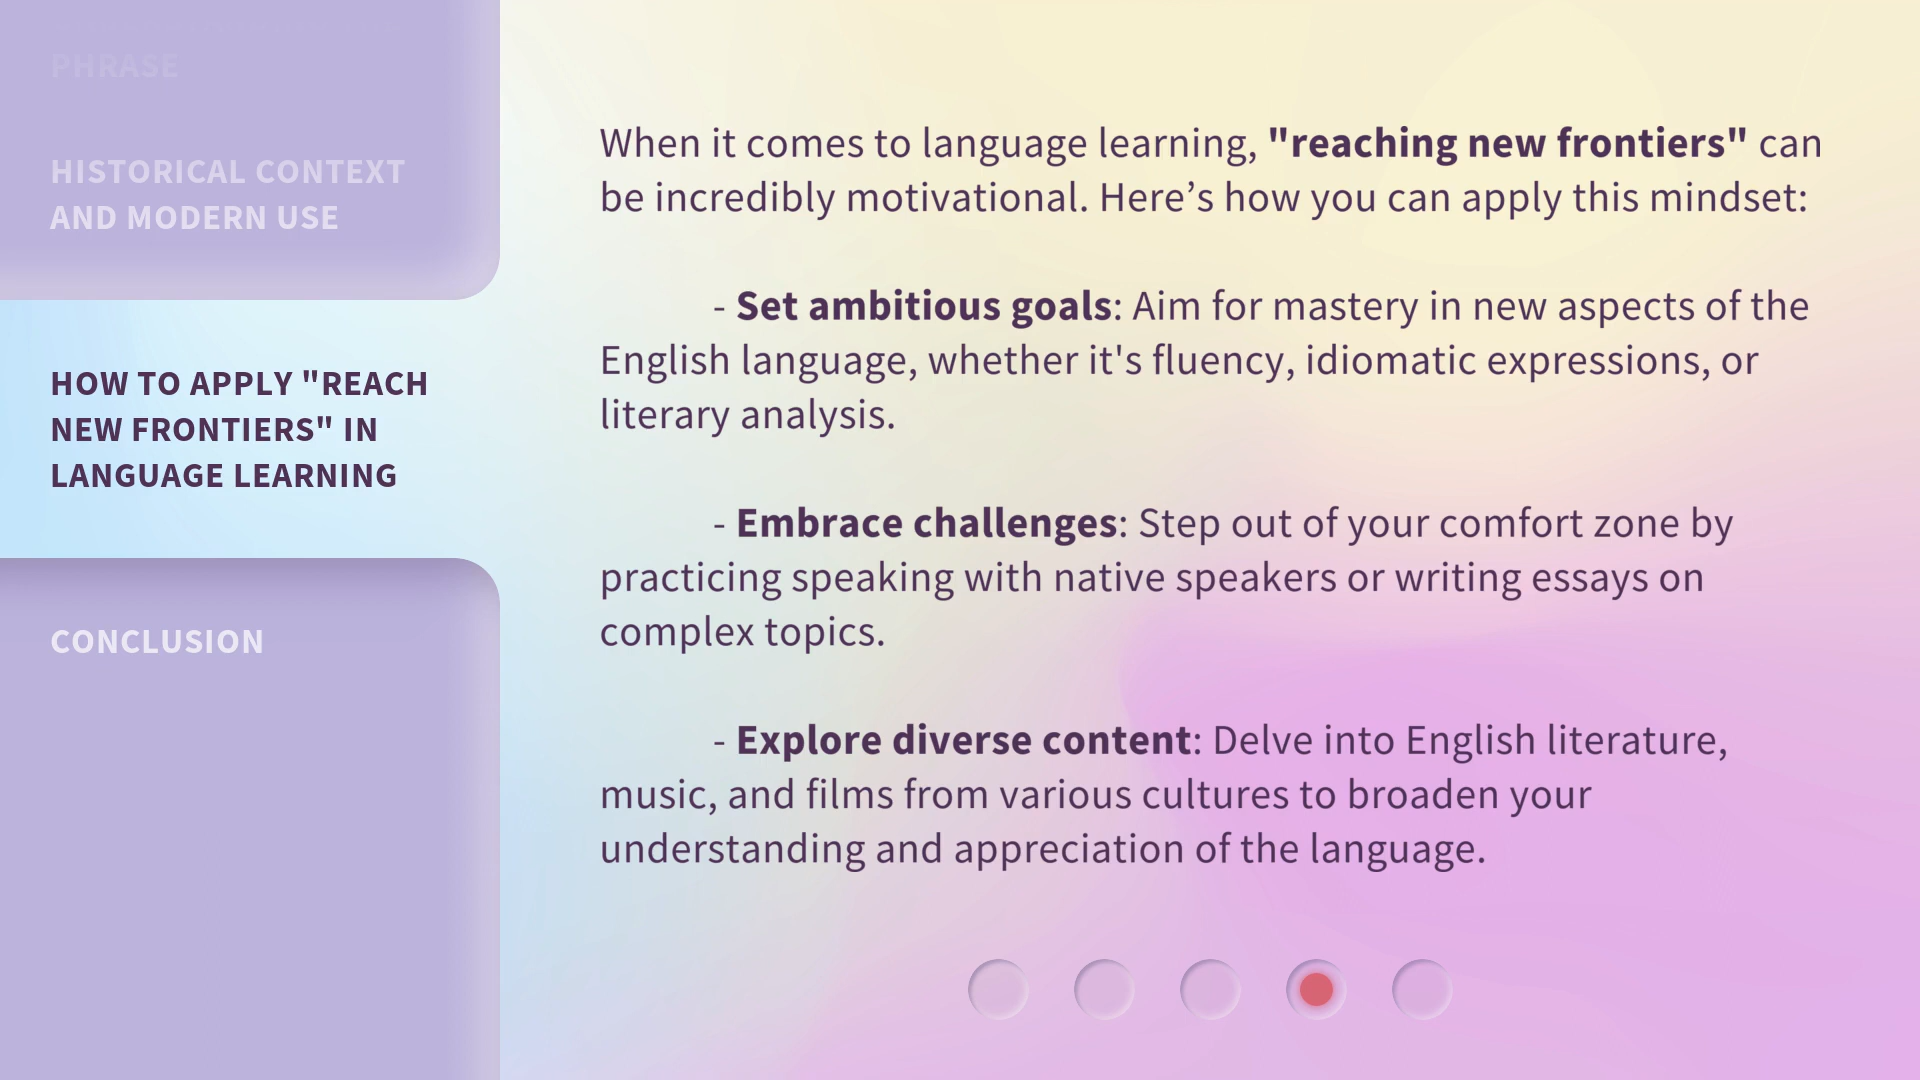 PHRASE
HISTORICAL CONTEXT
AND MODERN USE
HOW TO APPLY "REACH
NEW FRONTIERS" IN
LANGUAGE LEARNING
CONCLUSION
When it comes to language learning, "reaching new frontiers" can
be incredibly motivational. Here’s how you can apply this mindset:
- Set ambitious goals: Aim for mastery in new aspects of the
English language, whether it's fluency, idiomatic expressions, or
literary analysis.
- Embrace challenges: Step out of your comfort zone by
practicing speaking with native speakers or writing essays on
complex topics.
- Explore diverse content: Delve into English literature,
music, and films from various cultures to broaden your
understanding and appreciation of the language.